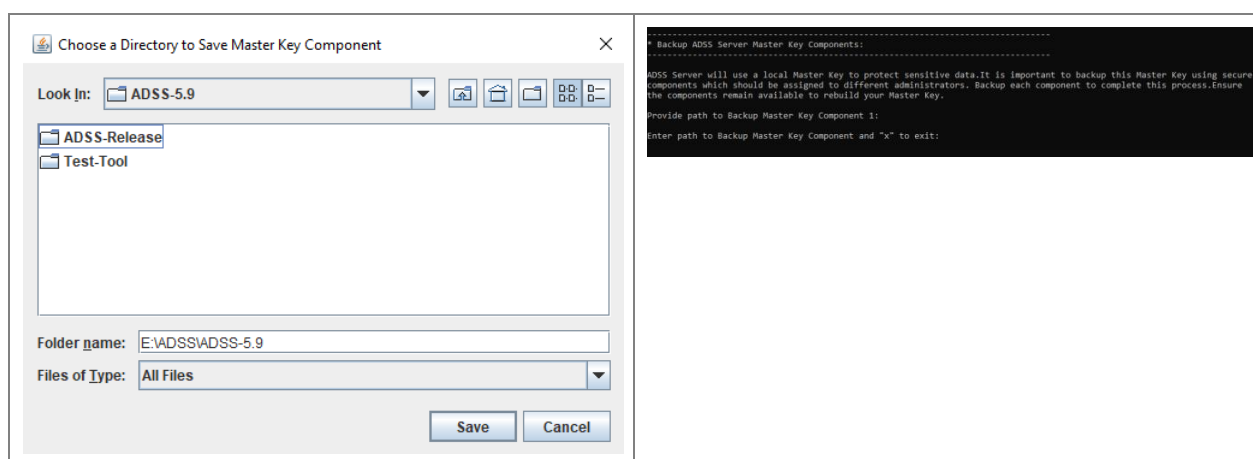 Choose a Directory to Save Master Key Component
Look In: ADSS-5.9
ADSS-Release
Test-Tool
Folder name: E:\ADSS\ADSS-5.9
Files of Type: All Files
Save Cancel
--------------------------------------------------------------------------------
* Backup ADSS Server Master Key Components:
--------------------------------------------------------------------------------
ADSS Server will use a local Master Key to protect sensitive data.It is important to backup this Master Key using secure
components which should be assigned to different administrators. Backup each component to complete this process.Ensure
the components remain available to rebuild your Master Key.
Provide path to Backup Master Key Component 1:
Enter path to Backup Master Key Component and "x" to exit: